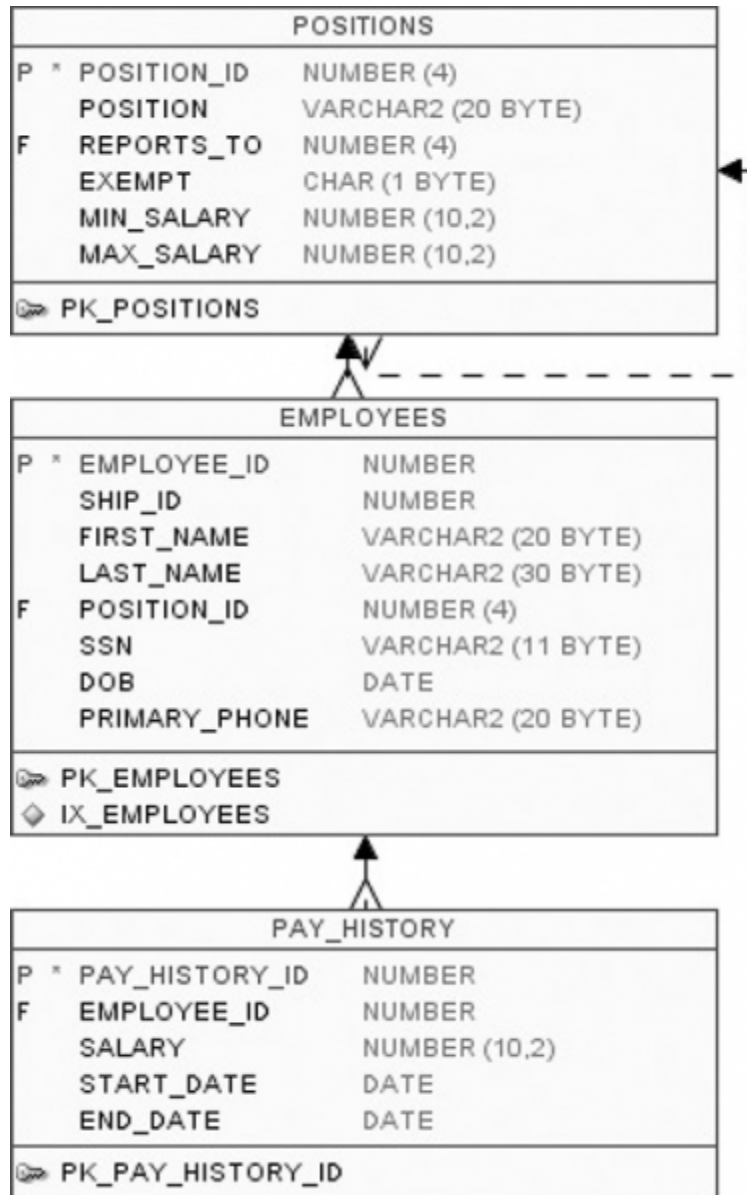 POSITIONS
P * POSITION_ID NUMBER (4)
POSITION VARCHAR2 (20 BYTE)
F REPORTS_TO NUMBER (4)
EXEMPT CHAR (1 BYTE)
MIN_SALARY NUMBER (10,2)
MAX_SALARY NUMBER (10,2)
PK_POSITIONS
EMPLOYEES
P * EMPLOYEE_ID NUMBER
SHIP_ID NUMBER
FIRST_NAME VARCHAR2 (20 BYTE)
LAST_NAME VARCHAR2 (30 BYTE)
F POSITION_ID NUMBER (4)
SSN VARCHAR2 (11 BYTE)
DOB DATE
PRIMARY_PHONE VARCHAR2 (20 BYTE)
PK_EMPLOYEES
IX_EMPLOYEES
PAY_HISTORY
P * PAY_HISTORY_ID NUMBER
F EMPLOYEE_ID NUMBER
SALARY NUMBER (10,2)
START_DATE DATE
END_DATE DATE
PK_PAY_HISTORY_ID